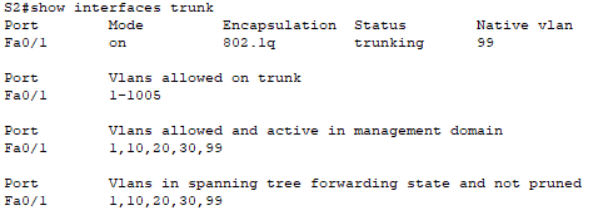 S2#show interfaces trunk
Port        Mode         Encapsulation  Status        Native vlan
Fa0/1       on           802.1q         trunking      99
Port        Vlans allowed on trunk
Fa0/1       1-1005
Port        Vlans allowed and active in management domain
Fa0/1       1,10,20,30,99
Port        Vlans in spanning tree forwarding state and not pruned
Fa0/1       1,10,20,30,99